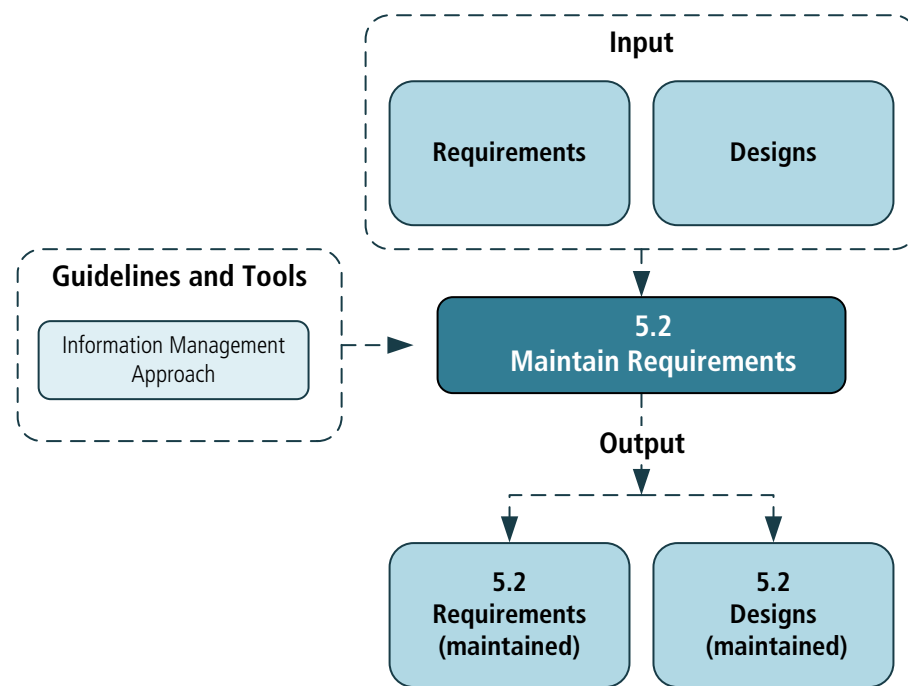 Input
Requirements
Designs
Guidelines and Tools
Information Management
Approach
5.2
Maintain Requirements
Output
5.2
Requirements
(maintained)
5.2
Designs
(maintained)